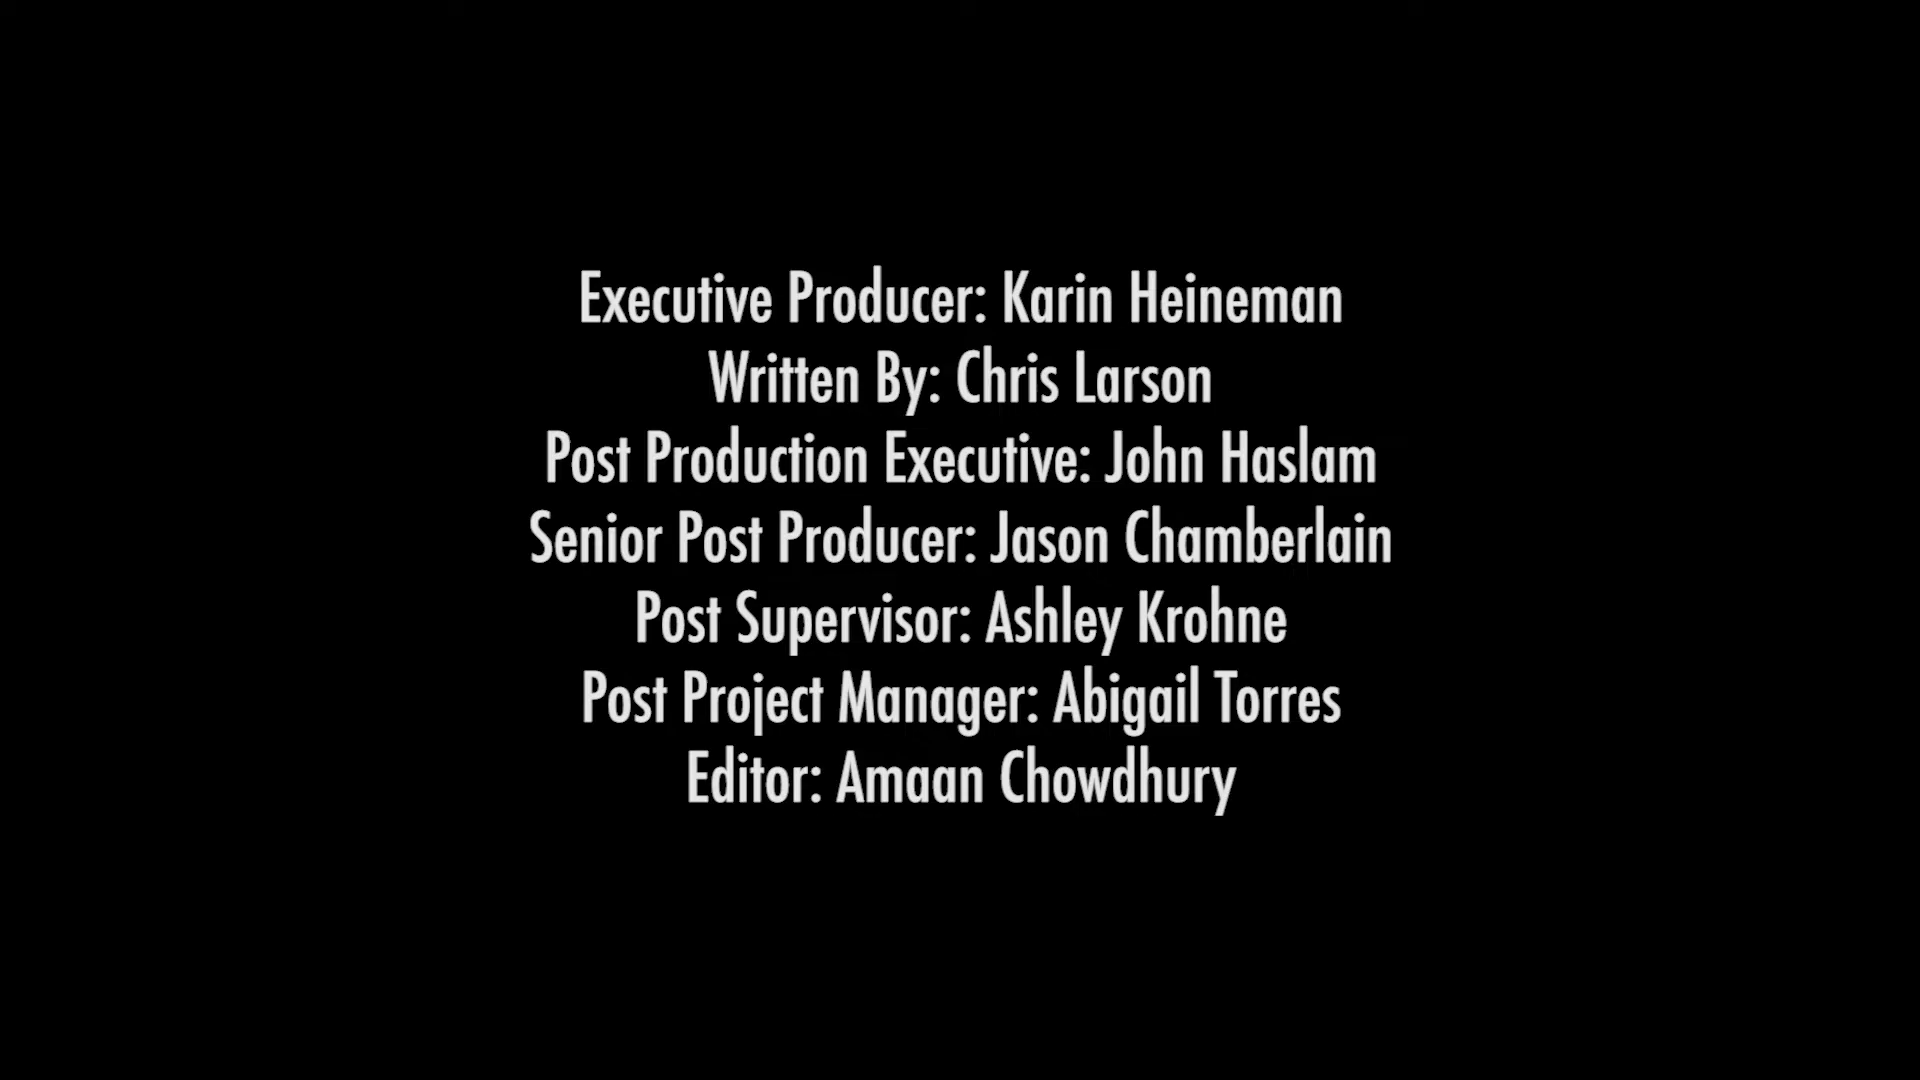 Executive Producer: Karin Heineman
Written By: Chris Larson
Post Production Executive: John Haslam
Senior Post Producer: Jason Chamberlain
Post Supervisor: Ashley Krohne
Post Project Manager: Abigail Torres
Editor: Amaan Chowdhury